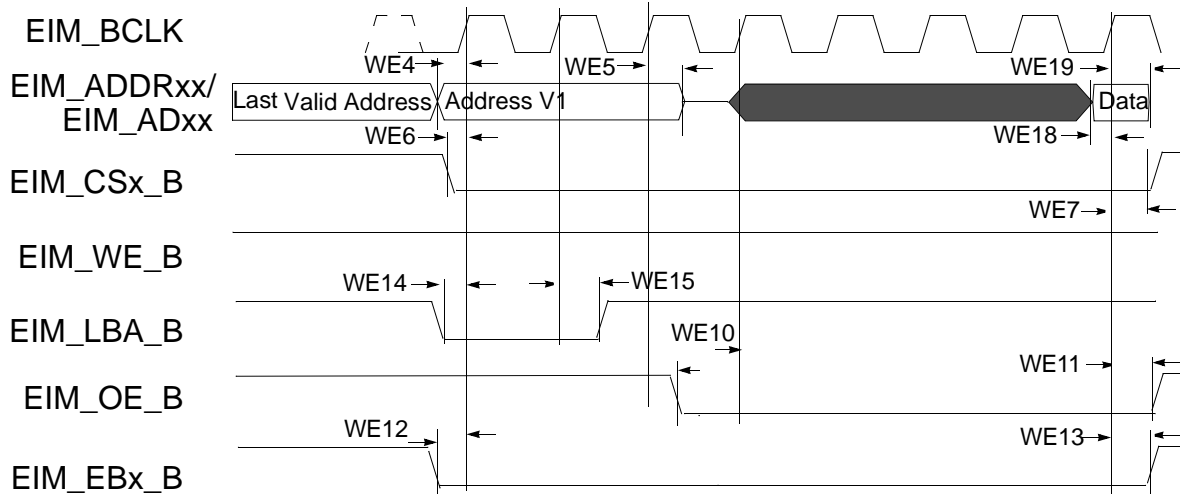 EIM_BCLK
WE4
WE5
WE19
EIM_ADDRxx/
EIM_ADxx
Last Valid Address
Address V1
Data
WE6
WE18
EIM_CSx_B
WE7
EIM_WE_B
WE14
WE15
EIM_LBA_B
WE10
WE11
EIM_OE_B
WE12
WE13
EIM_EBx_B